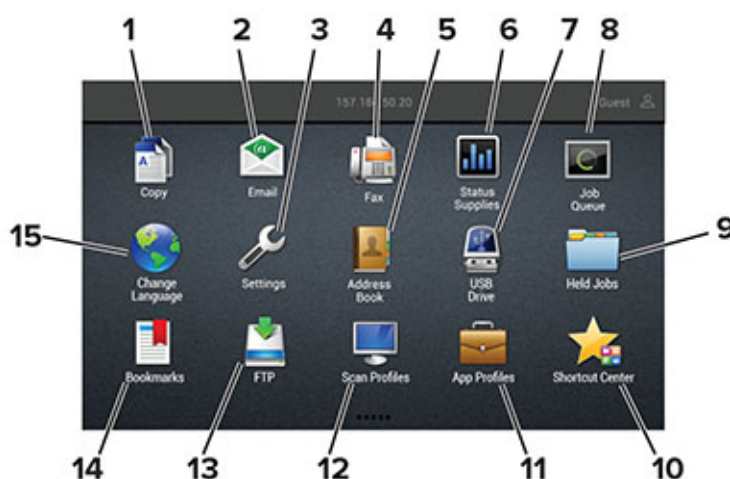 1 2 3 4 5 6 7 8
157.184.50.20 Guest
A @
Copy Email Fax Status Supplies Job Queue
15 9
Change Language Settings Address Book USB Drive Held Jobs
Bookmarks FTP Scan Profiles App Profiles Shortcut Center
14 13 12 11 10